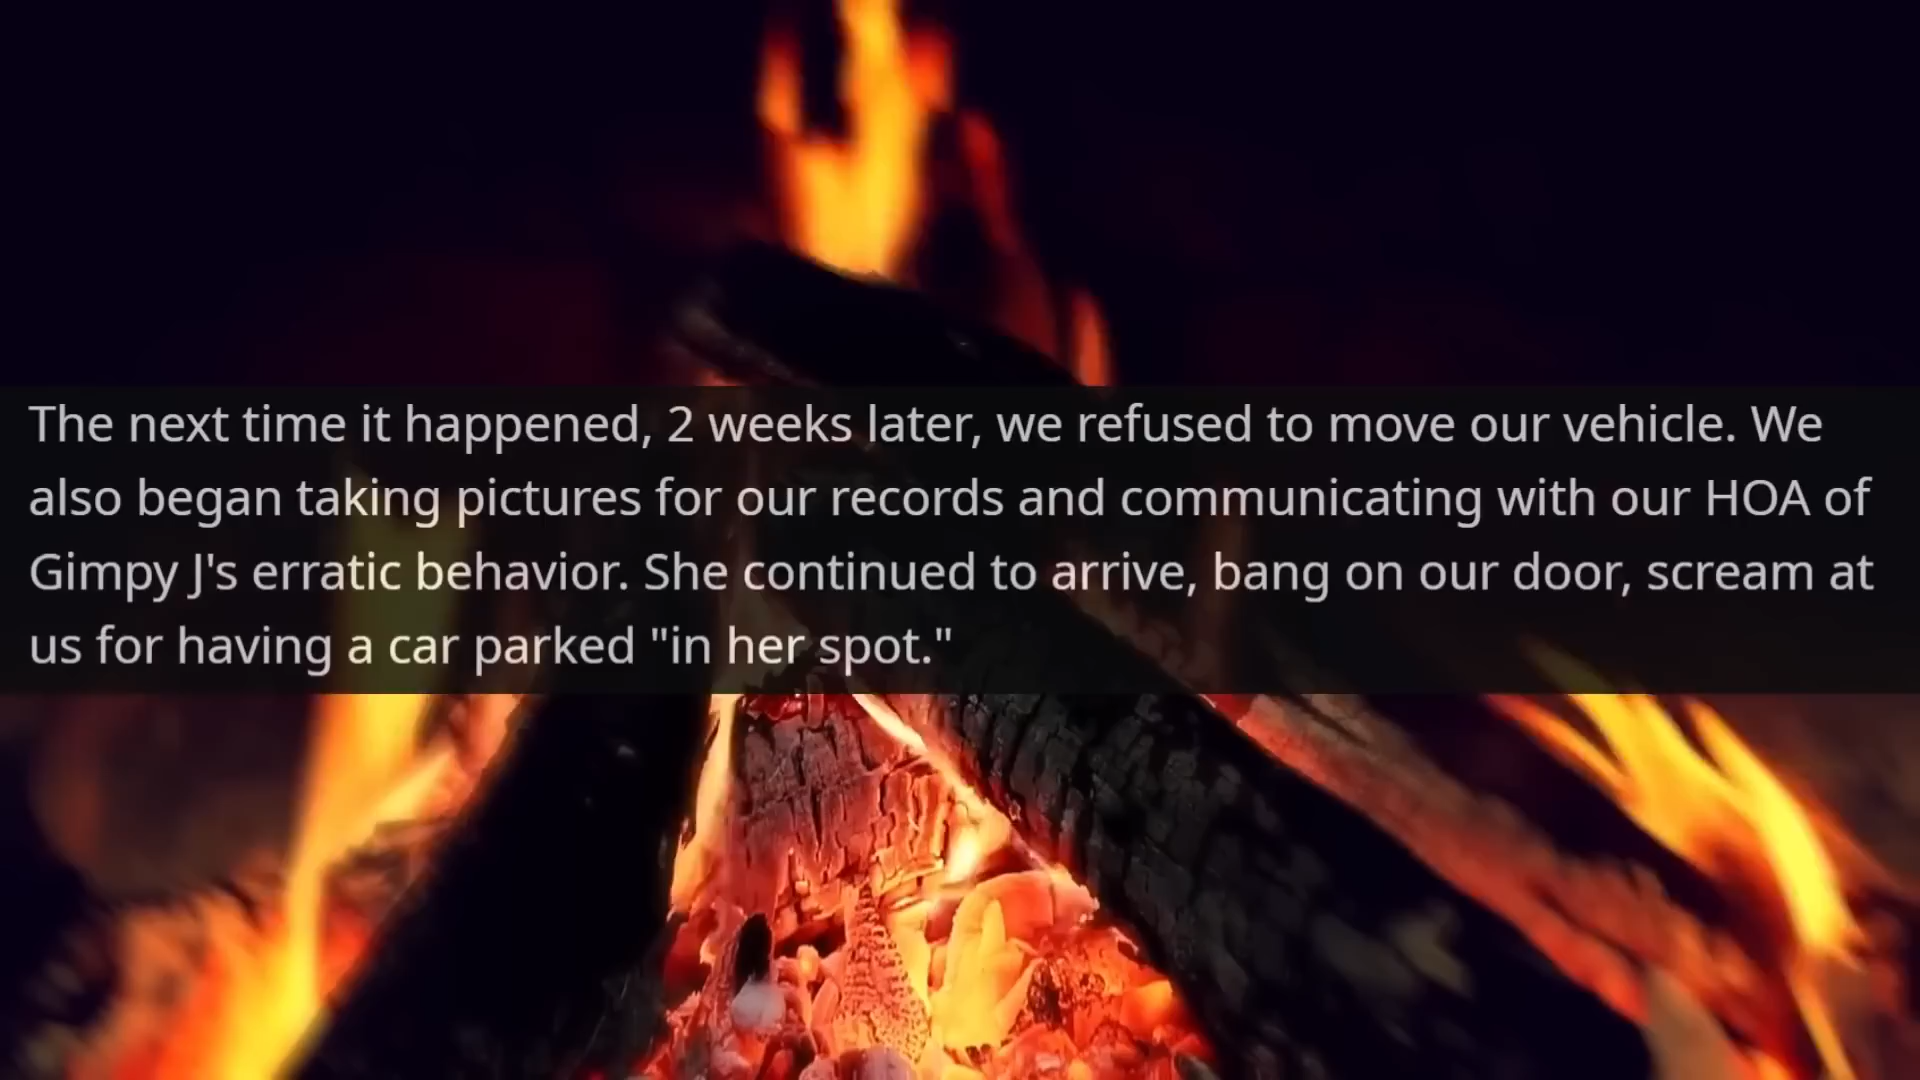 The next time it happened, 2 weeks later, we refused to move our vehicle. We
also began taking pictures for our records and communicating with our HOA of
Gimpy J's erratic behavior. She continued to arrive, bang on our door, scream at
us for having a car parked "in her spot."